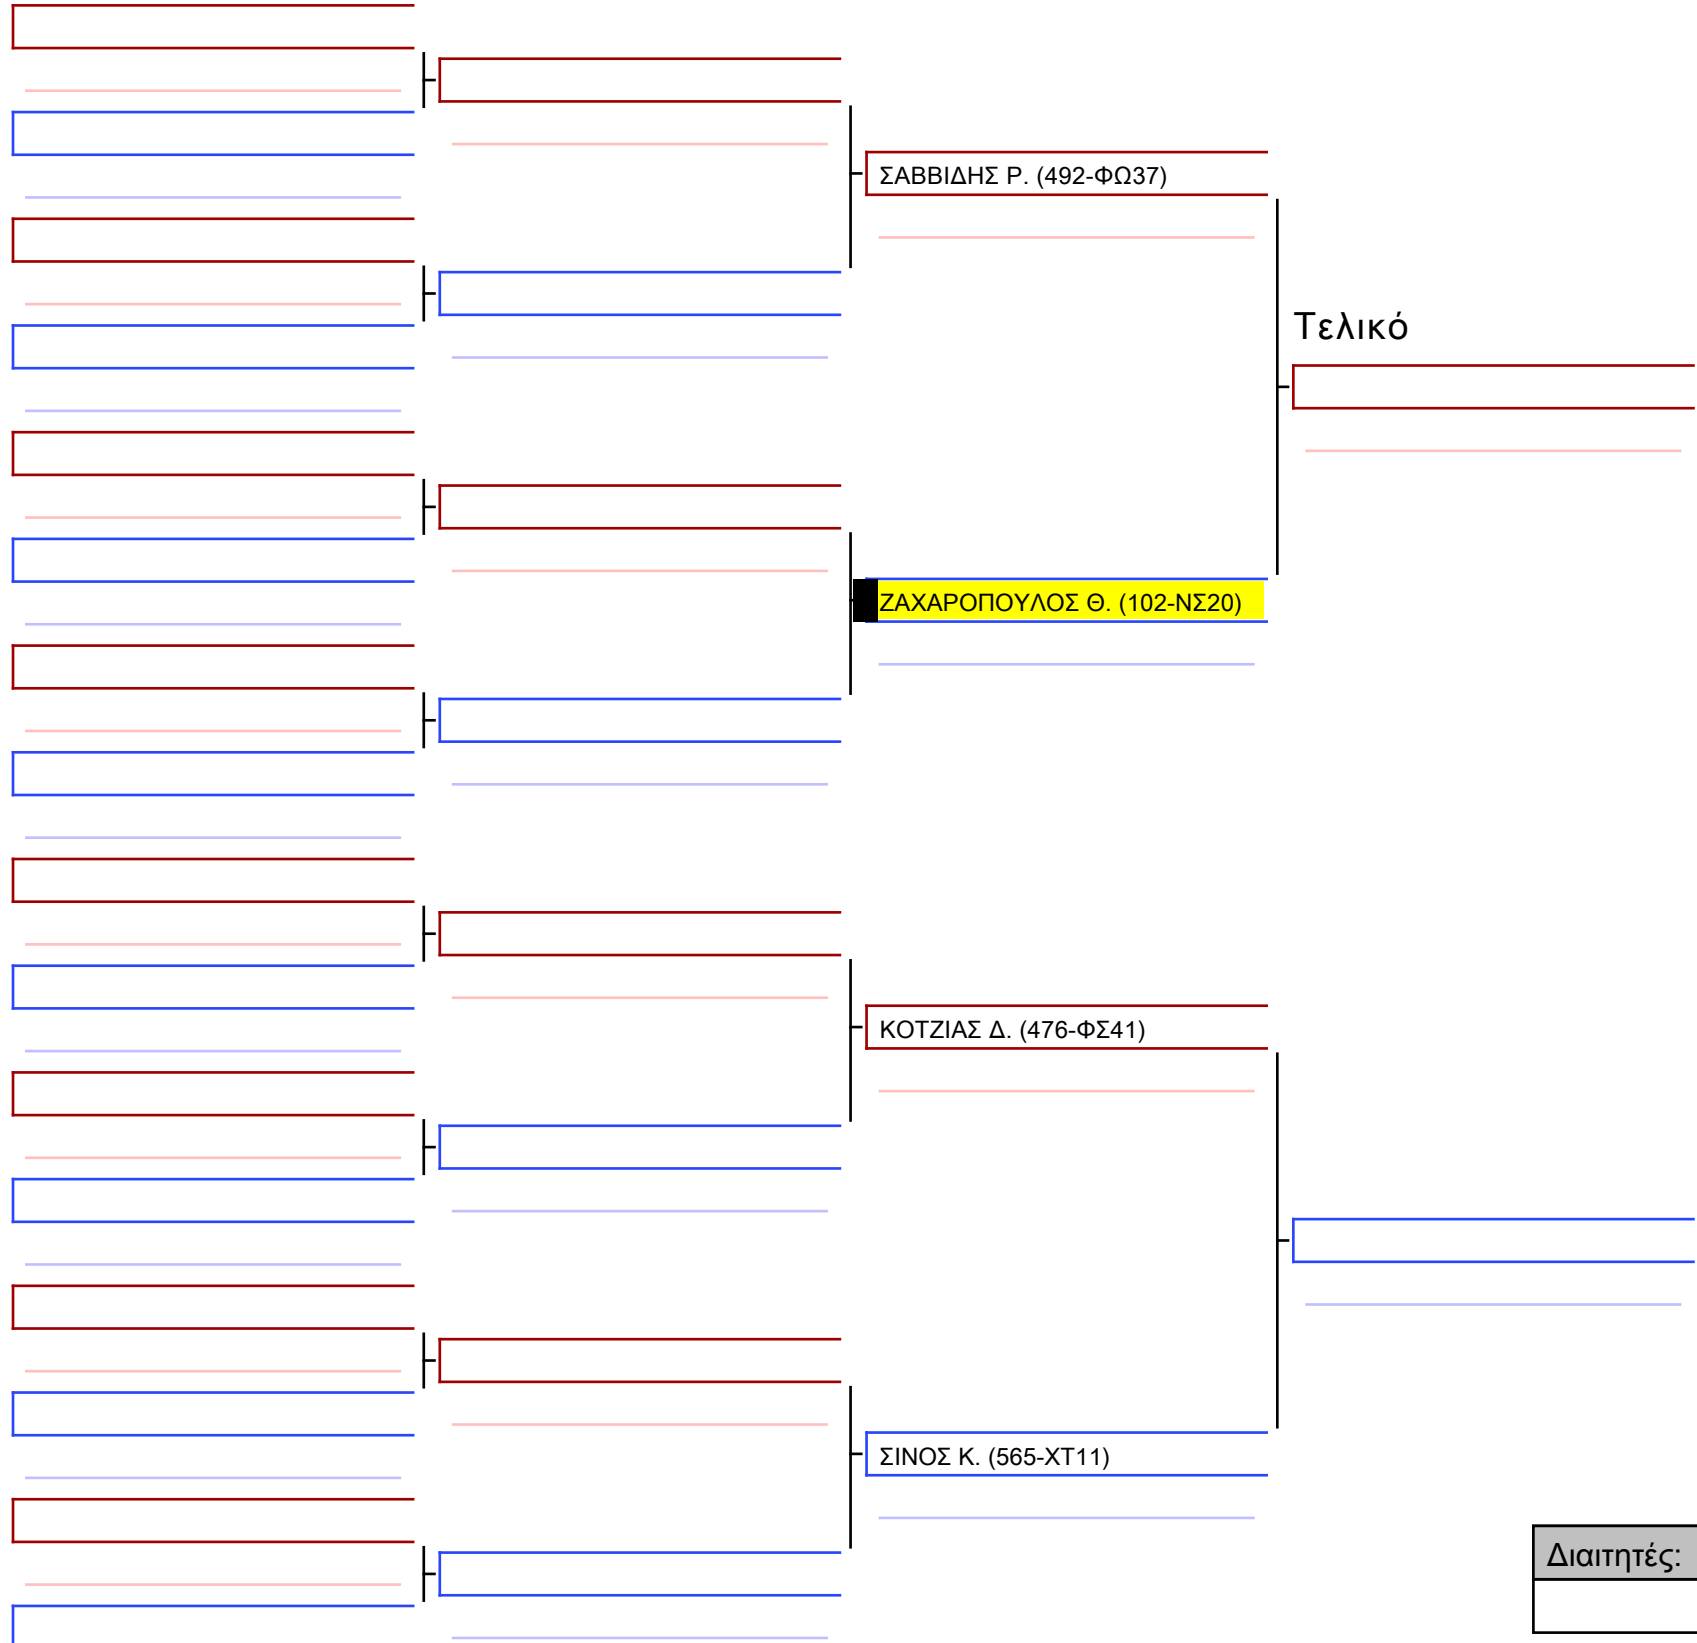 ΣΑΒΒΙΔΗΣ Ρ. (492-ΦΩ37)
Τελικό
ΖΑΧΑΡΟΠΟΥΛΟΣ Θ. (102-ΝΣ20)
ΚΟΤΖΙΑΣ Δ. (476-ΦΣ41)
ΣΙΝΟΣ Κ. (565-ΧΤ11)
Διαιτητές: